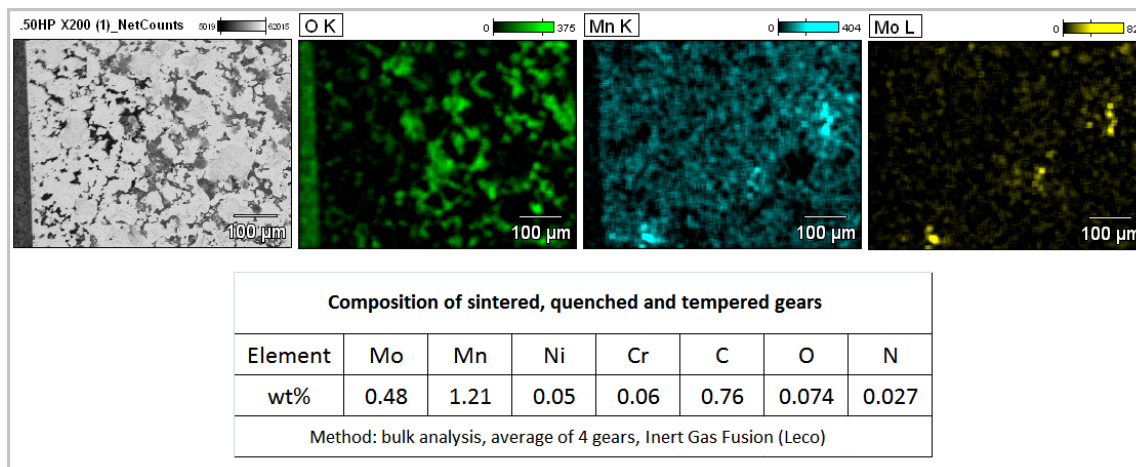 .50HP X200 (1)_NetCounts 5019 62015
O K 0 375
Mn K 0 404
Mo L 0 82
100 µm
100 µm
100 µm
100 µm
Composition of sintered, quenched and tempered gears
Element Mo Mn Ni Cr C O N
wt% 0.48 1.21 0.05 0.06 0.76 0.074 0.027
Method: bulk analysis, average of 4 gears, Inert Gas Fusion (Leco)